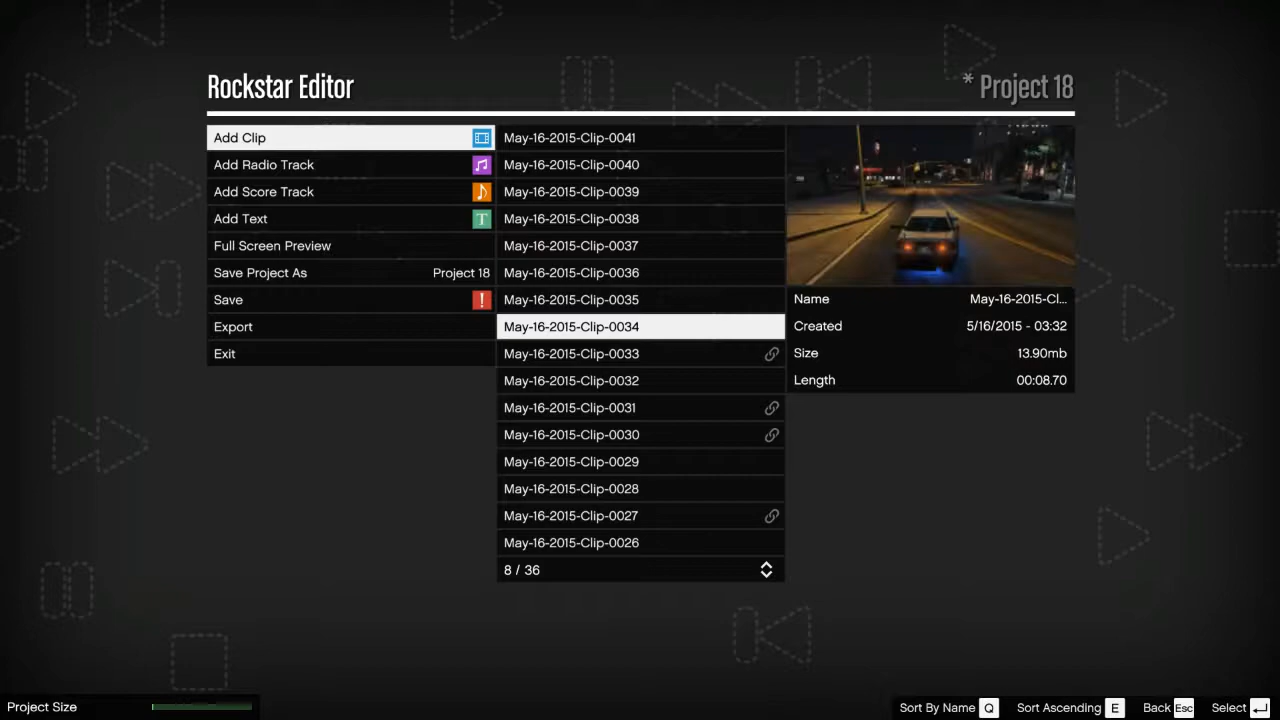 Rockstar Editor
* Project 18
Add Clip
Add Radio Track
Add Score Track
Add Text
T
Full Screen Preview
Save Project As Project 18
Save !
Export
Exit
May-16-2015-Clip-0041
May-16-2015-Clip-0040
May-16-2015-Clip-0039
May-16-2015-Clip-0038
May-16-2015-Clip-0037
May-16-2015-Clip-0036
May-16-2015-Clip-0035
May-16-2015-Clip-0034
May-16-2015-Clip-0033
May-16-2015-Clip-0032
May-16-2015-Clip-0031
May-16-2015-Clip-0030
May-16-2015-Clip-0029
May-16-2015-Clip-0028
May-16-2015-Clip-0027
May-16-2015-Clip-0026
8 / 36
Name May-16-2015-Cl...
Created 5/16/2015 - 03:32
Size 13.90mb
Length 00:08.70
Project Size
Sort By Name Q Sort Ascending E Back Esc Select